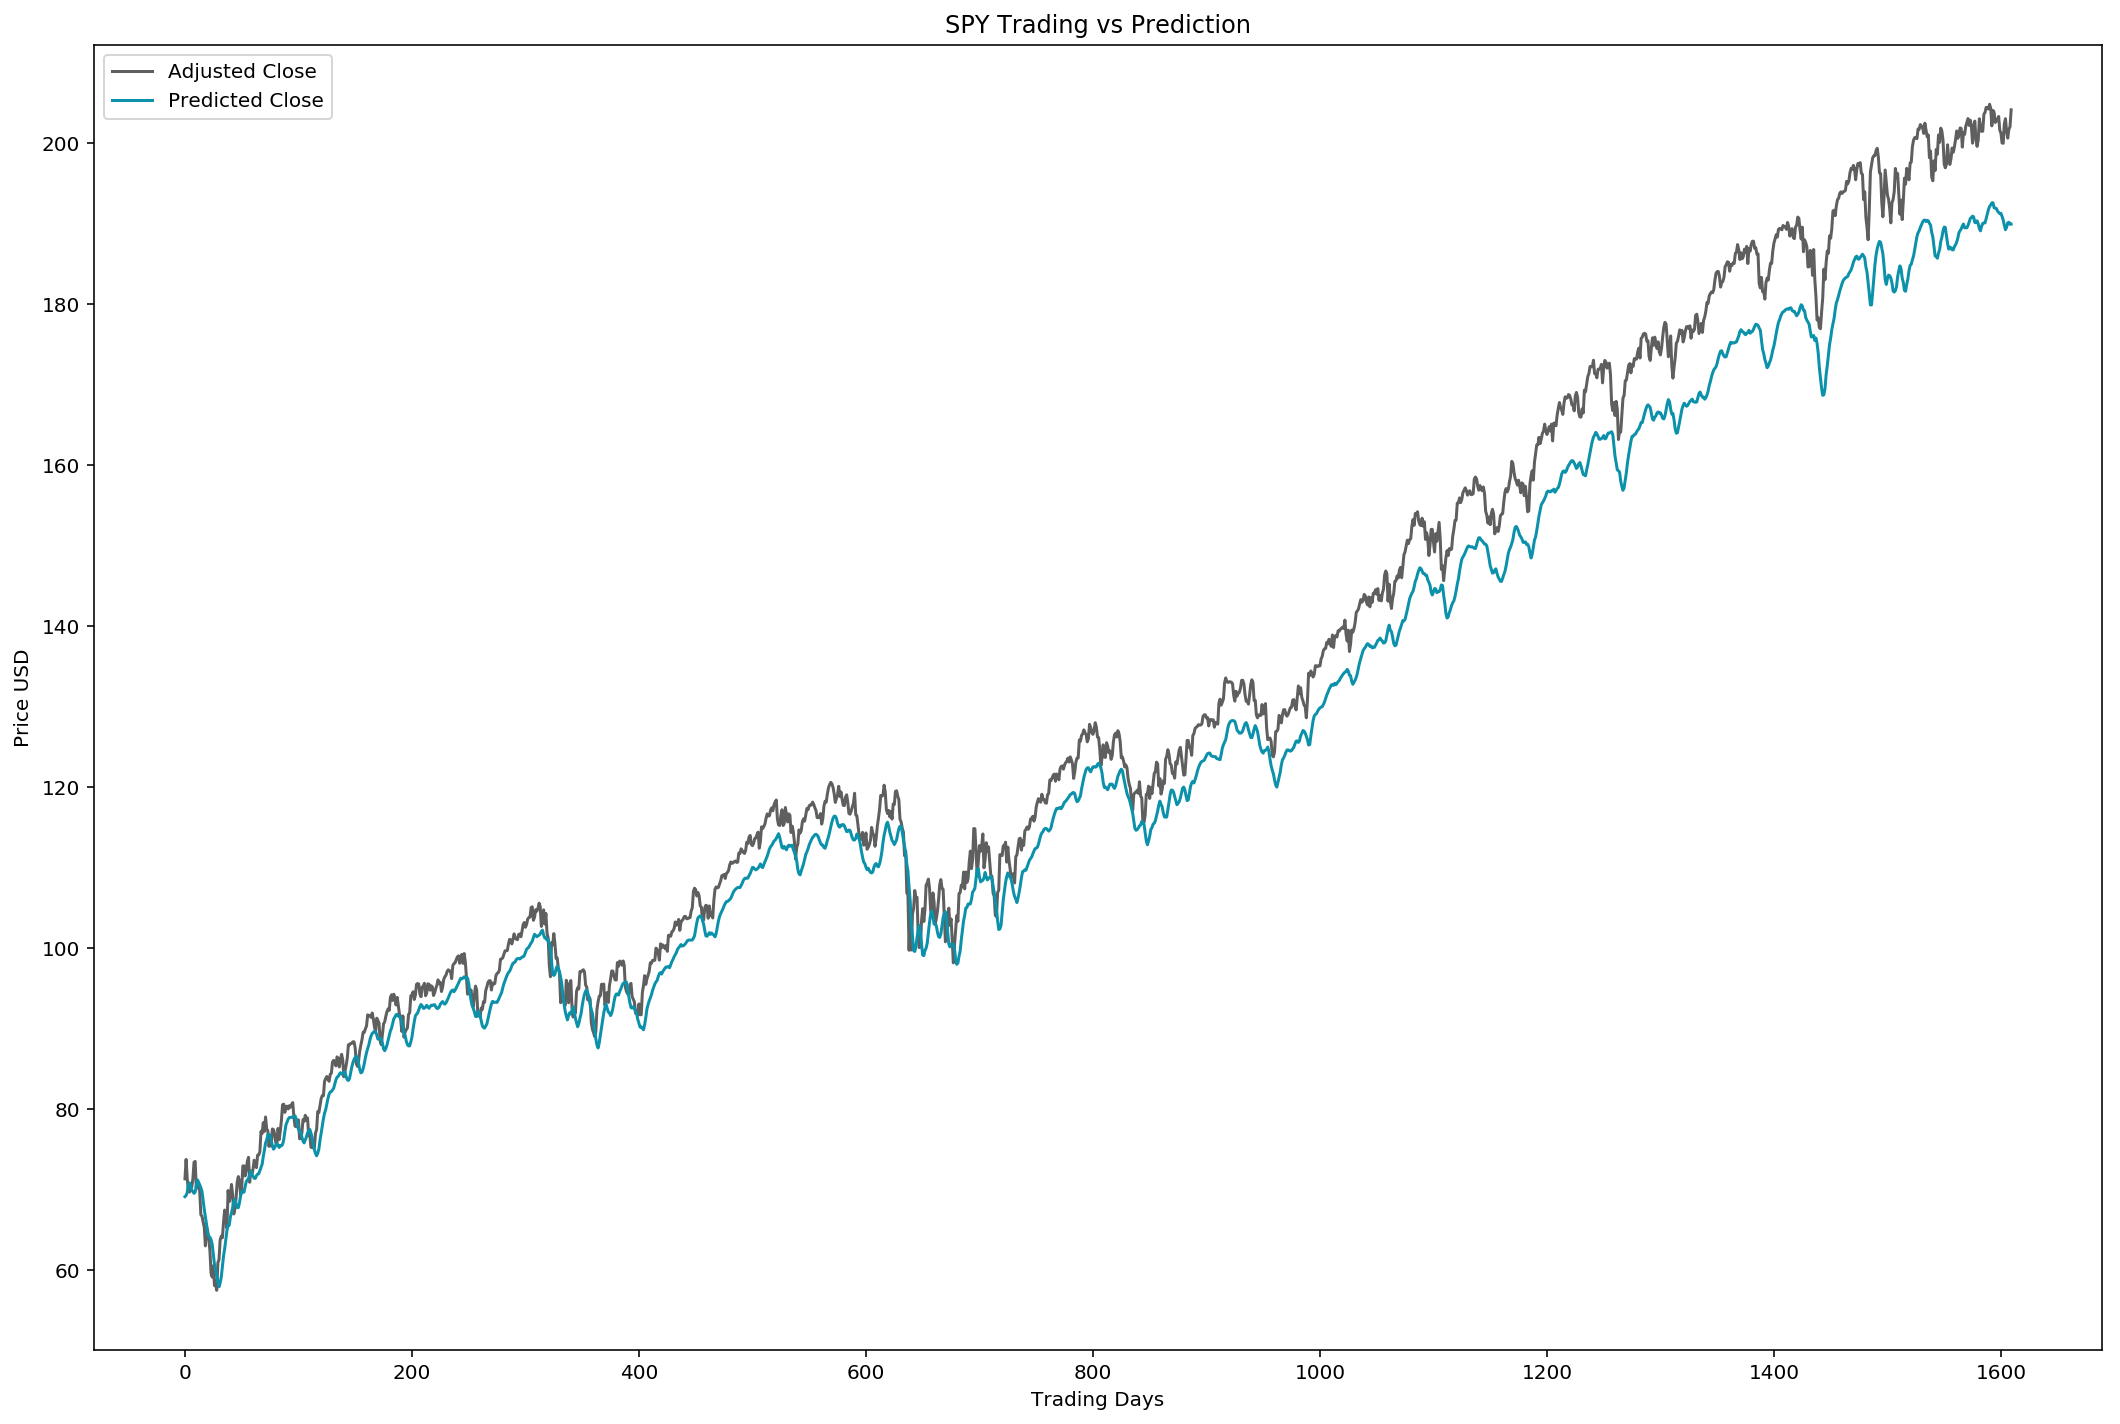 SPY Trading vs Prediction
Adjusted Close
Predicted Close
200
180
160
140
120
100
80
60
Price USD
0 200 400 600 800 1000 1200 1400 1600
Trading Days